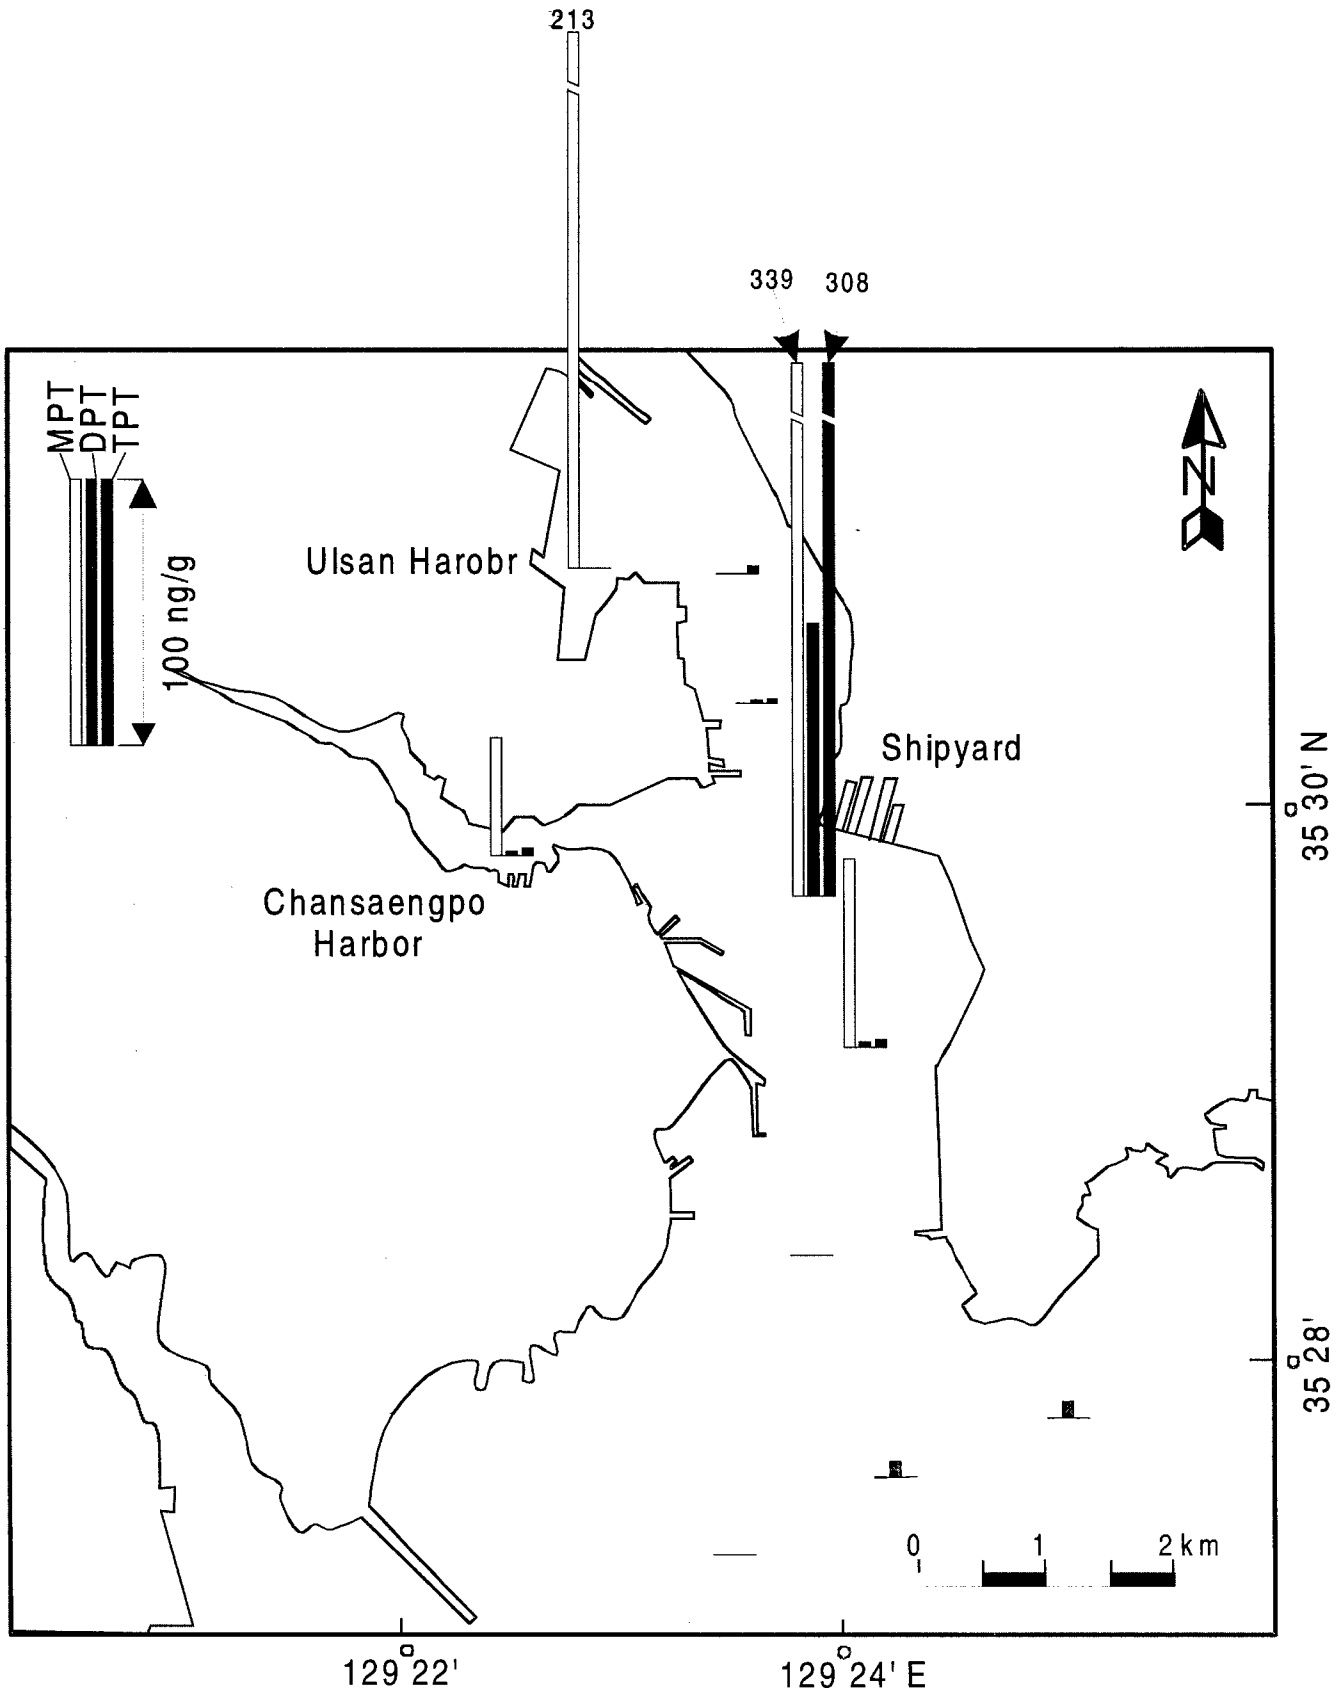 213
339 308
MPT
DPT
TPT
100 ng/g
N
Ulsan Harobr
Shipyard
35°30' N
Chansaengpo
Harbor
35°28'
0 1 2 km
129°22' 129°24' E